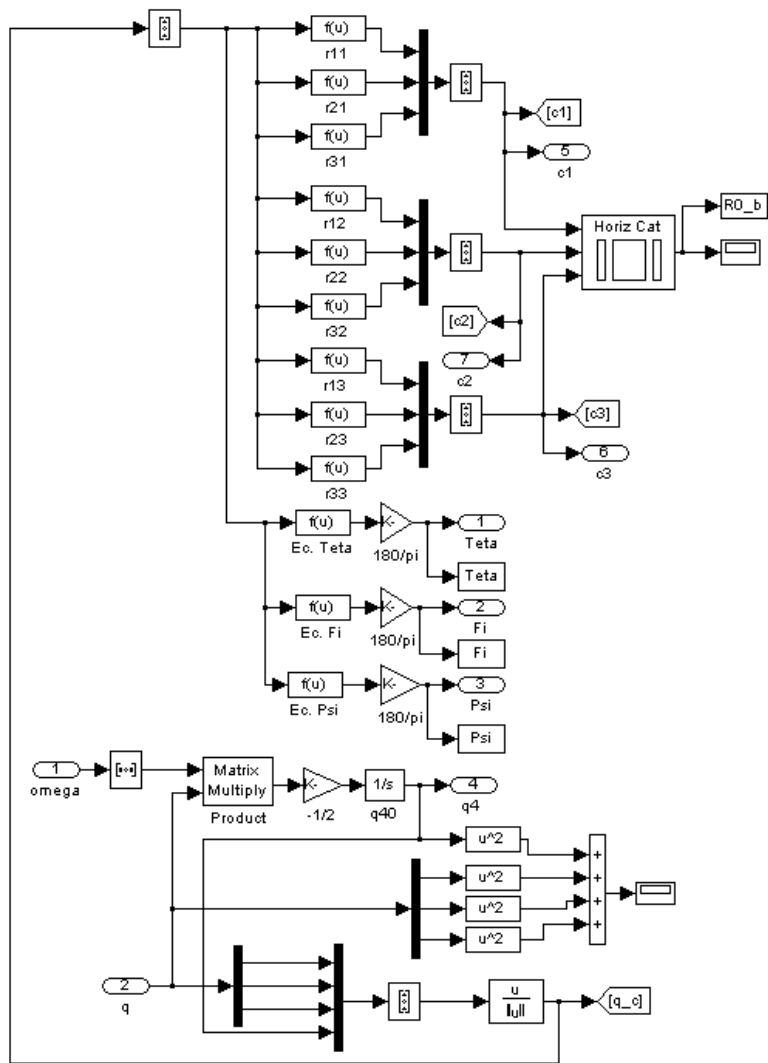 f(u)
r11
f(u)
r21
f(u)
r31
[c1]
5
c1
f(u)
r12
f(u)
r22
f(u)
r32
Horiz Cat
R0_b
[c2]
7
c2
f(u)
r13
f(u)
r23
f(u)
r33
[c3]
6
c3
f(u)
Ec. Teta
K-
180/pi
1
Teta
Teta
f(u)
Ec. Fi
K-
180/pi
2
Fi
Fi
f(u)
Ec. Psi
K-
180/pi
3
Psi
Psi
1
omega
Matrix
Multiply
Product
K-
-1/2
1/s
q40
4
q4
u^2
u^2
u^2
u^2
+
+
+
+
2
q
u
||u||
[q_c]